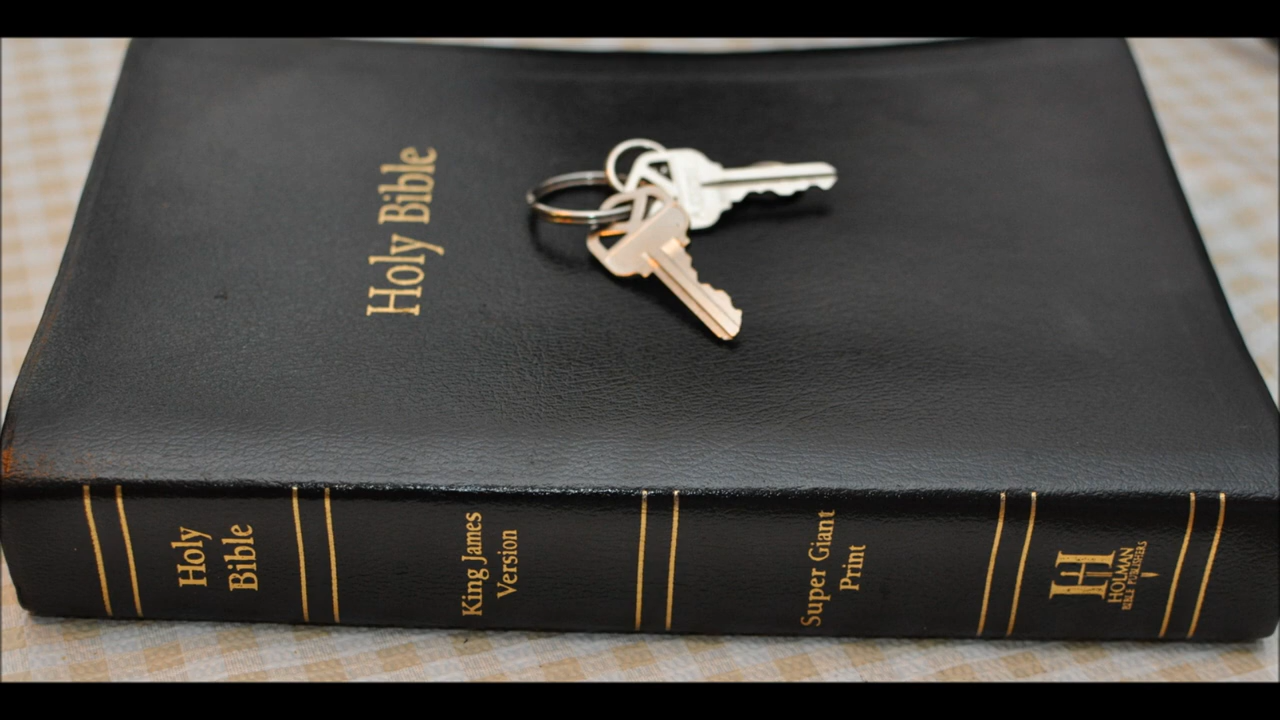 Holy Bible
Holy
Bible
King James
Version
Super Giant
Print
HOLMAN
BIBLE PUBLISHERS